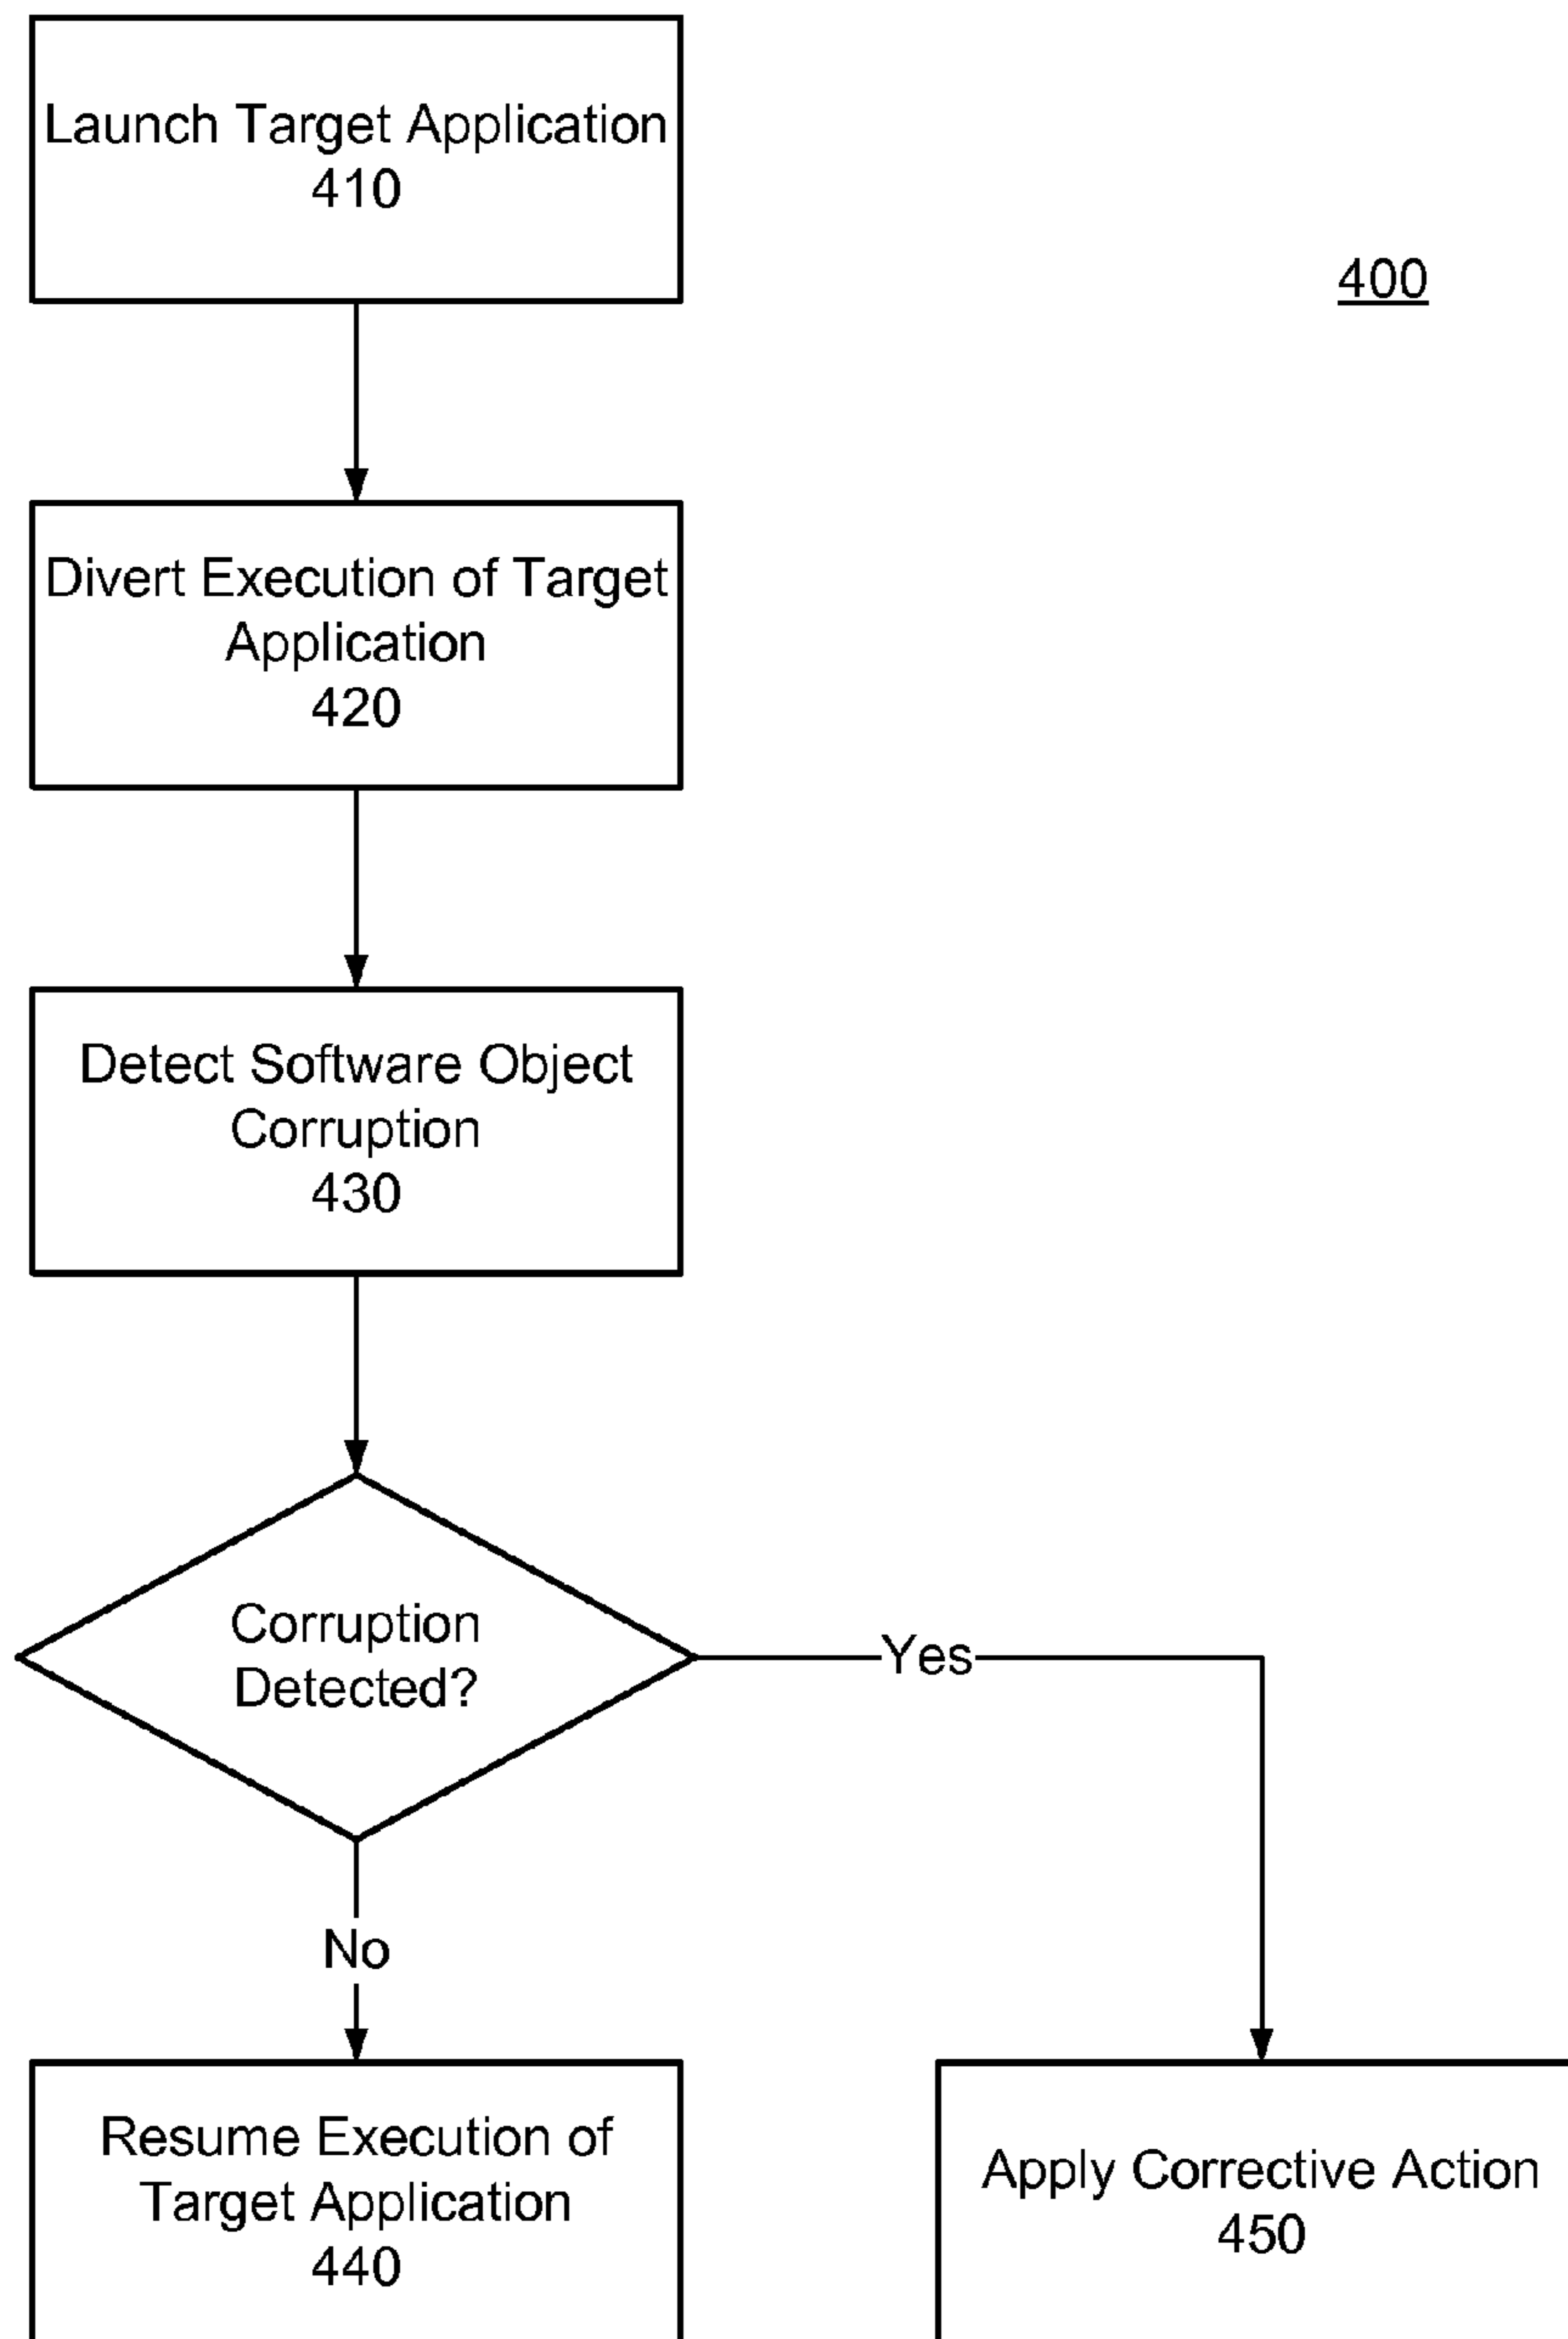 Launch Target Application
410
400
Divert Execution of Target
Application
420
Detect Software Object
Corruption
430
Corruption
Detected?
Yes
No
Resume Execution of
Target Application
440
Apply Corrective Action
450